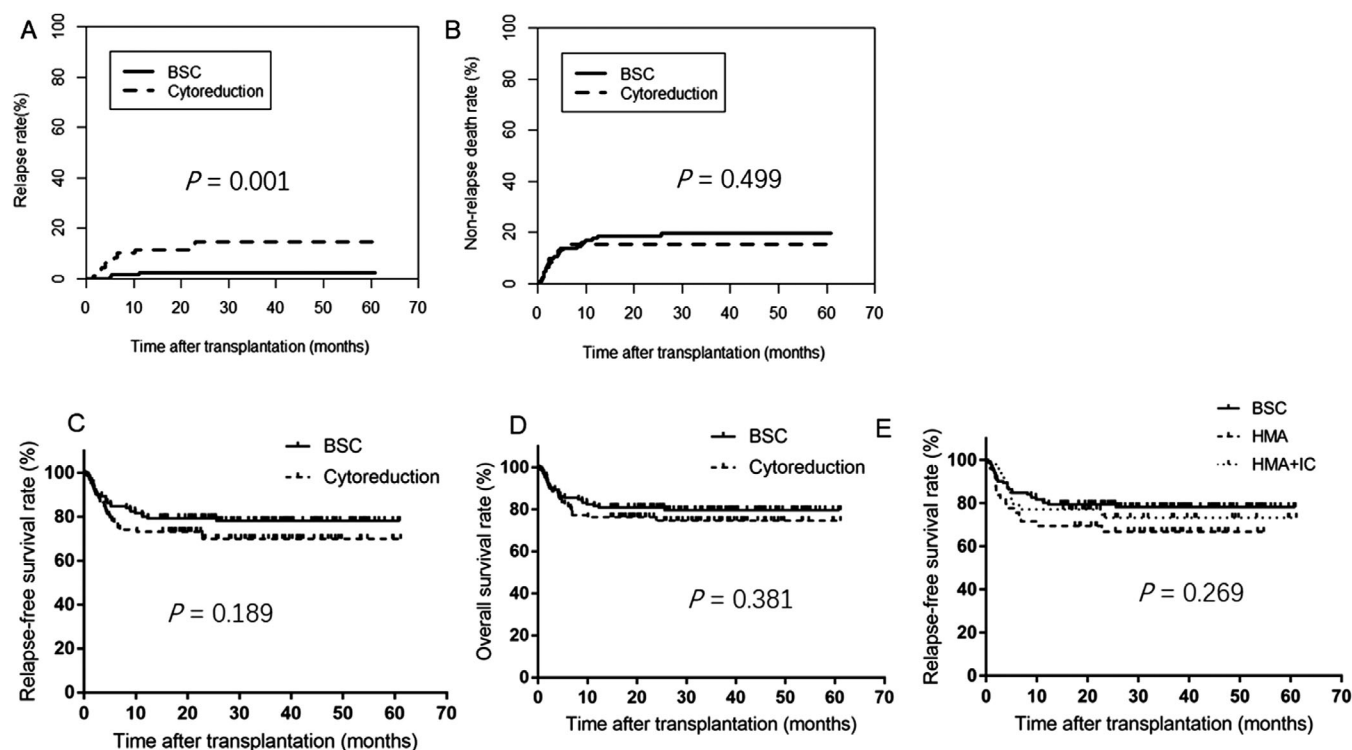 A
Relapse rate(%)
100
80
60
40
20
0
BSC
Cytoreduction
P = 0.001
0 10 20 30 40 50 60 70
Time after transplantation (months)
B
Non-relapse death rate (%)
100
80
60
40
20
0
BSC
Cytoreduction
P = 0.499
0 10 20 30 40 50 60 70
Time after transplantation (months)
C
Relapse-free survival rate (%)
BSC
Cytoreduction
100
80
60
40
20
0
P = 0.189
0 10 20 30 40 50 60 70
Time after transplantation (months)
D
Overall survival rate (%)
BSC
Cytoreduction
100
80
60
40
20
0
P = 0.381
0 10 20 30 40 50 60 70
Time after transplantation (months)
E
Relapse-free survival rate (%)
BSC
HMA
HMA+IC
100
80
60
40
20
0
P = 0.269
0 10 20 30 40 50 60 70
Time after transplantation (months)